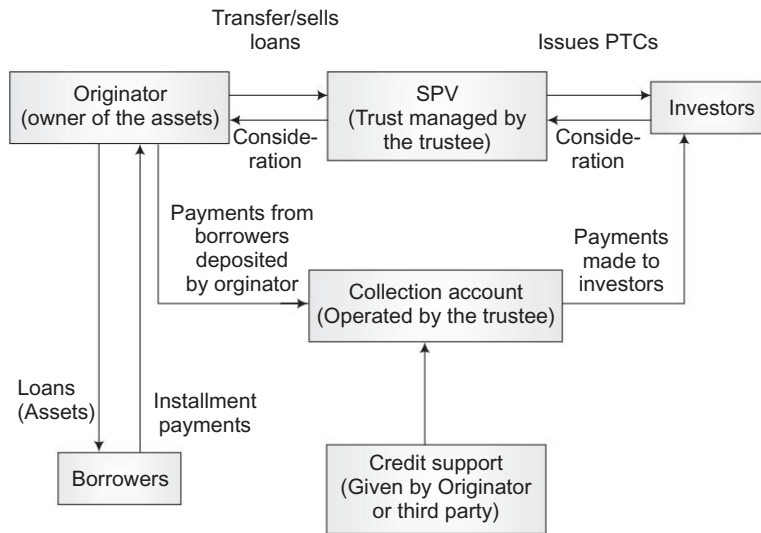 Transfer/sells
loans
Issues PTCs
Originator
(owner of the assets)
SPV
(Trust managed by
the trustee)
Investors
Conside-
ration
Conside-
ration
Payments from
borrowers
deposited
by orginator
Payments
made to
investors
Collection account
(Operated by the trustee)
Loans
(Assets)
Installment
payments
Borrowers
Credit support
(Given by Originator
or third party)